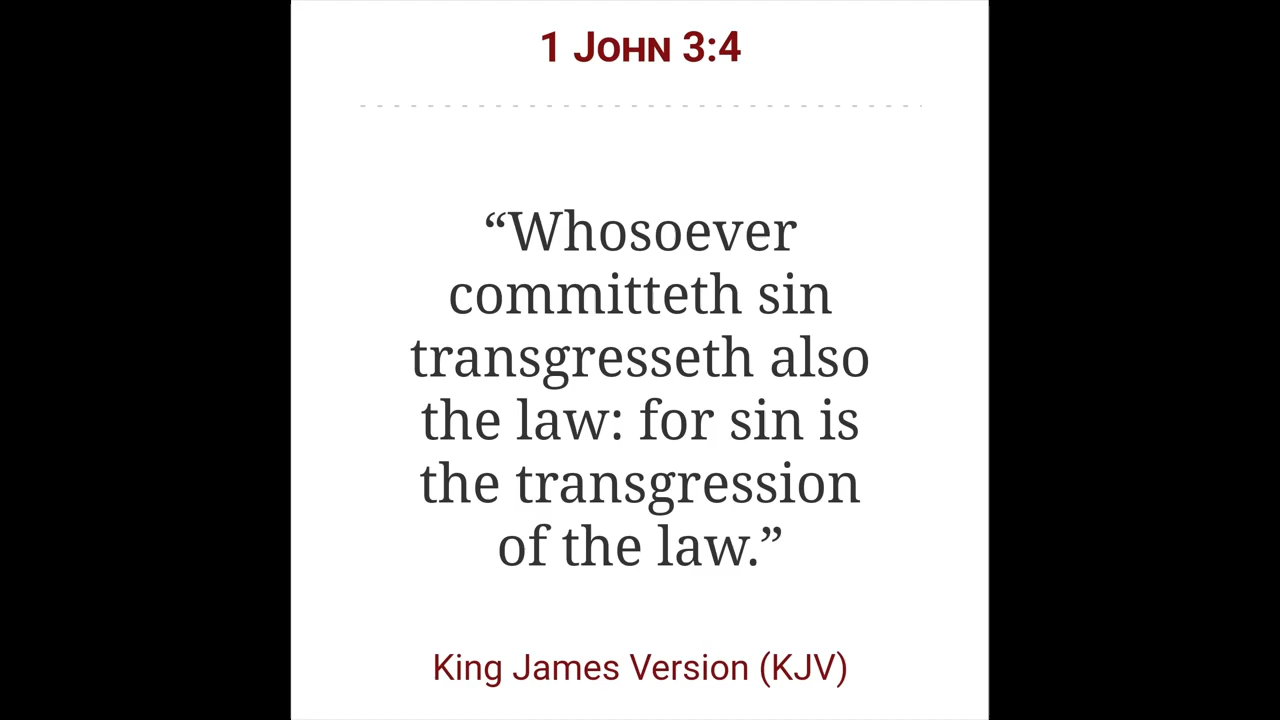 1 John 3:4
“Whosoever
committeth sin
transgresseth also
the law: for sin is
the transgression
of the law.”
King James Version (KJV)